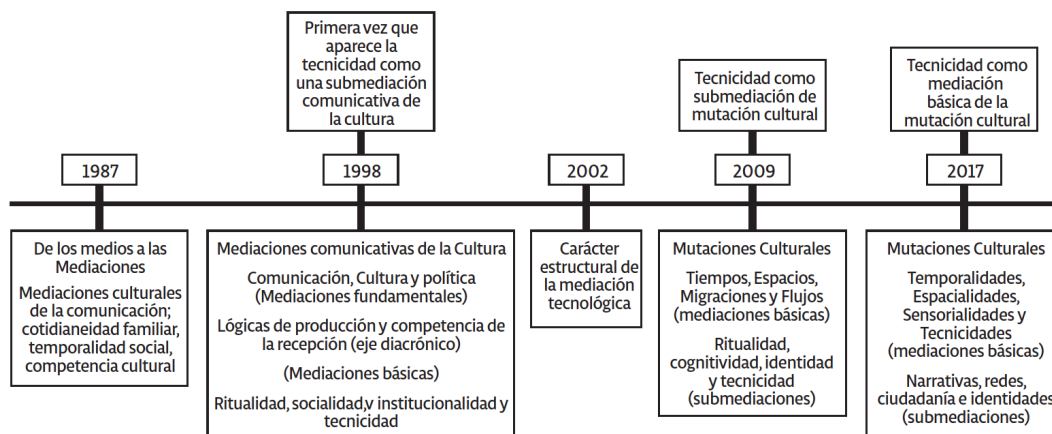 Primera vez que
aparece la
tecnicidad como
una submediación
comunicativa de
la cultura
Tecnicidad como
submediación de
mutación cultural
Tecnicidad como
mediación
básica de la
mutación cultural
1987
1998
2002
2009
2017
De los medios a las
Mediaciones
Mediaciones culturales
de la comunicación;
cotidianeidad familiar,
temporalidad social,
competencia cultural
Mediaciones comunicativas de la Cultura
Comunicación, Cultura y política
(Mediaciones fundamentales)
Lógicas de producción y competencia de
la recepción (eje diacrónico)
(Mediaciones básicas)
Ritualidad, socialidad,v institucionalidad y
tecnicidad
Carácter
estructural de
la mediación
tecnológica
Mutaciones Culturales
Tiempos, Espacios,
Migraciones y Flujos
(mediaciones básicas)
Ritualidad,
cognitividad, identidad
y tecnicidad
(submediaciones)
Mutaciones Culturales
Temporalidades,
Espacialidades,
Sensorialidades y
Tecnicidades
(mediaciones básicas)
Narrativas, redes,
ciudadanía e identidades
(submediaciones)